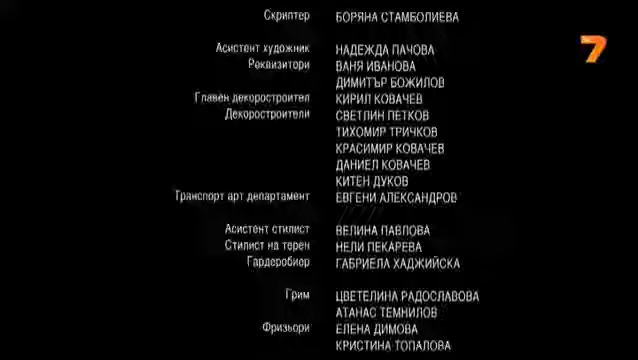 Скриптер БОРЯНА СТАМБОЛИЕВА
7
Асистент художник НАДЕЖДА ПАЧОВА
Реквизитори ВАНЯ ИВАНОВА
ДИМИТЪР БОЖИЛОВ
Главен декоростроител КИРИЛ КОВАЧЕВ
Декоростроители СВЕТЛИН ПЕТКОВ
ТИХОМИР ТРИЧКОВ
КРАСИМИР КОВАЧЕВ
ДАНИЕЛ КОВАЧЕВ
КИТЕН ДУКОВ
Транспорт арт департамент ЕВГЕНИ АЛЕКСАНДРОВ
Асистент стилист ВЕЛИНА ПАВЛОВА
Стилист на терен НЕЛИ ПЕКАРЕВА
Гардеробиер ГАБРИЕЛА ХАДЖИЙСКА
Грим ЦВЕТЕЛИНА РАДОСЛАВОВА
АТАНАС ТЕМНИЛОВ
Фризьори ЕЛЕНА ДИМОВА
КРИСТИНА ТОПАЛОВА